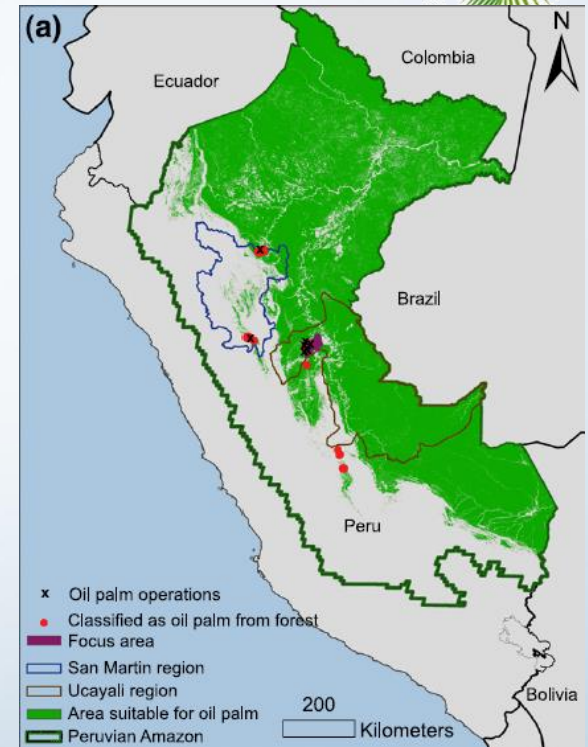 (a)
N
Colombia
Ecuador
Brazil
Peru
Oil palm operations
Classified as oil palm from forest
Focus area
San Martin region
Ucayali region
Area suitable for oil palm
Peruvian Amazon
200
Kilometers
Bolivia